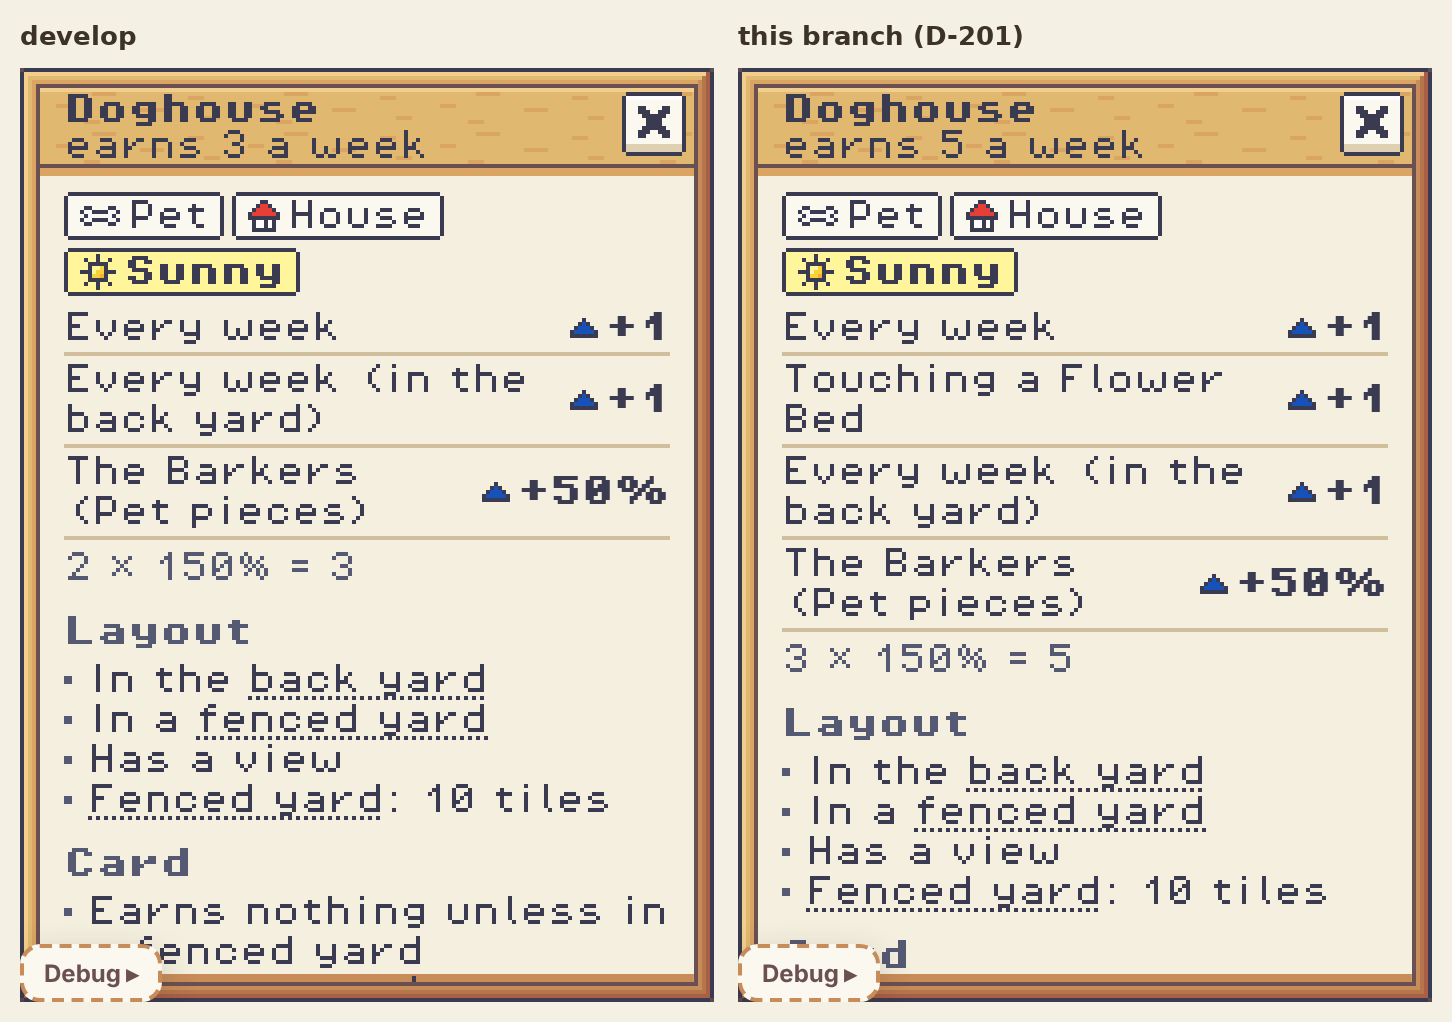 develop
Doghouse
earns 3 a week
Pet House
Sunny
Every week +1
Every week (in the
back yard) +1
The Barkers
(Pet pieces) +50%
2 × 150% = 3
Layout
▪ In the back yard
▪ In a fenced yard
▪ Has a view
▪ Fenced yard: 10 tiles
Card
▪ Earns nothing unless in
fenced yard
Debug ▸
this branch (D-201)
Doghouse
earns 5 a week
Pet House
Sunny
Every week +1
Touching a Flower
Bed +1
Every week (in the
back yard) +1
The Barkers
(Pet pieces) +50%
3 × 150% = 5
Layout
▪ In the back yard
▪ In a fenced yard
▪ Has a view
▪ Fenced yard: 10 tiles
Debug ▸